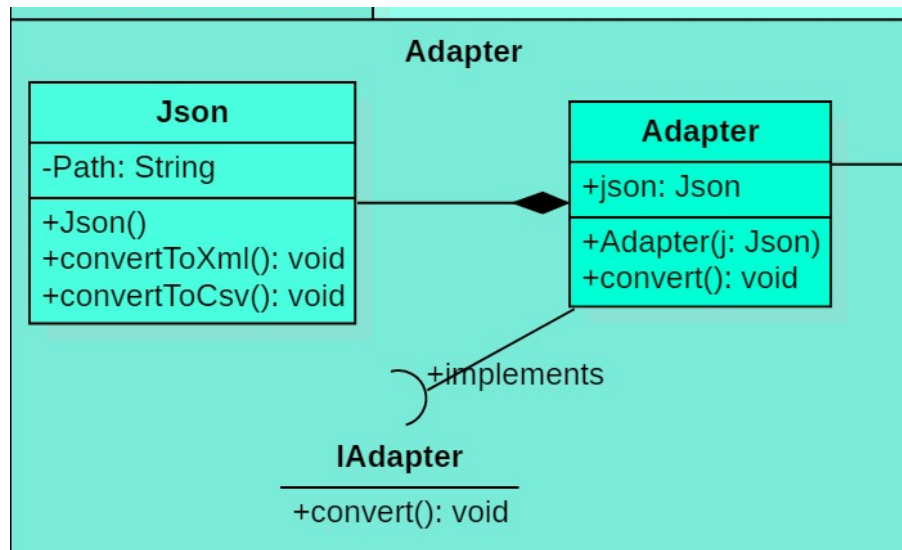 Adapter
Json
-Path: String
+Json()
+convertToXml(): void
+convertToCsv(): void
Adapter
+json: Json
+Adapter(j: Json)
+convert(): void
+implements
IAdapter
+convert(): void